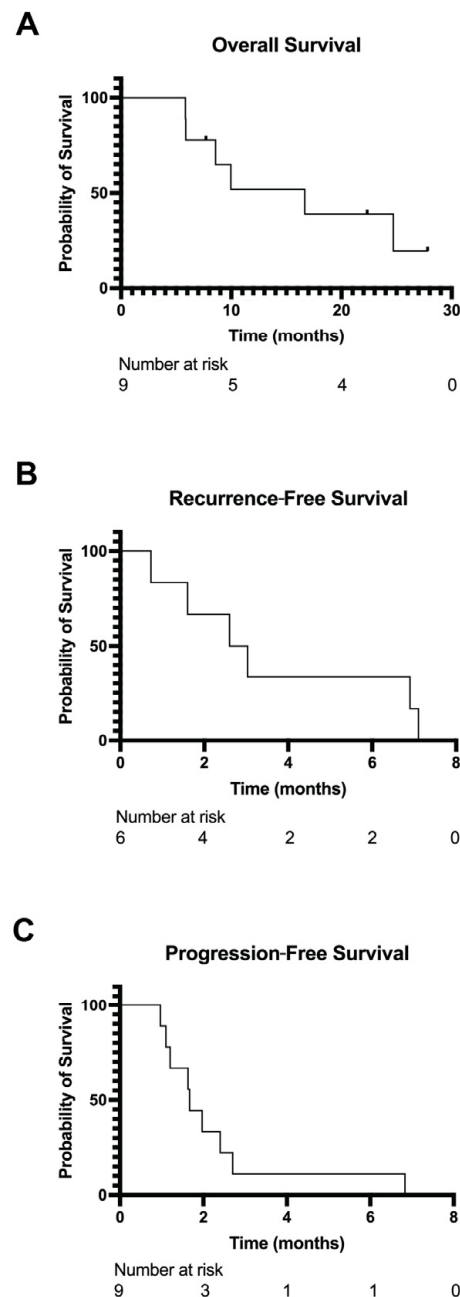 A
Overall Survival
Probability of Survival
100
50
0
0 10 20 30
Time (months)
Number at risk
9 5 4 0
B
Recurrence-Free Survival
Probability of Survival
100
50
0
0 2 4 6 8
Time (months)
Number at risk
6 4 2 2 0
C
Progression-Free Survival
Probability of Survival
100
50
0
0 2 4 6 8
Time (months)
Number at risk
9 3 1 1 0